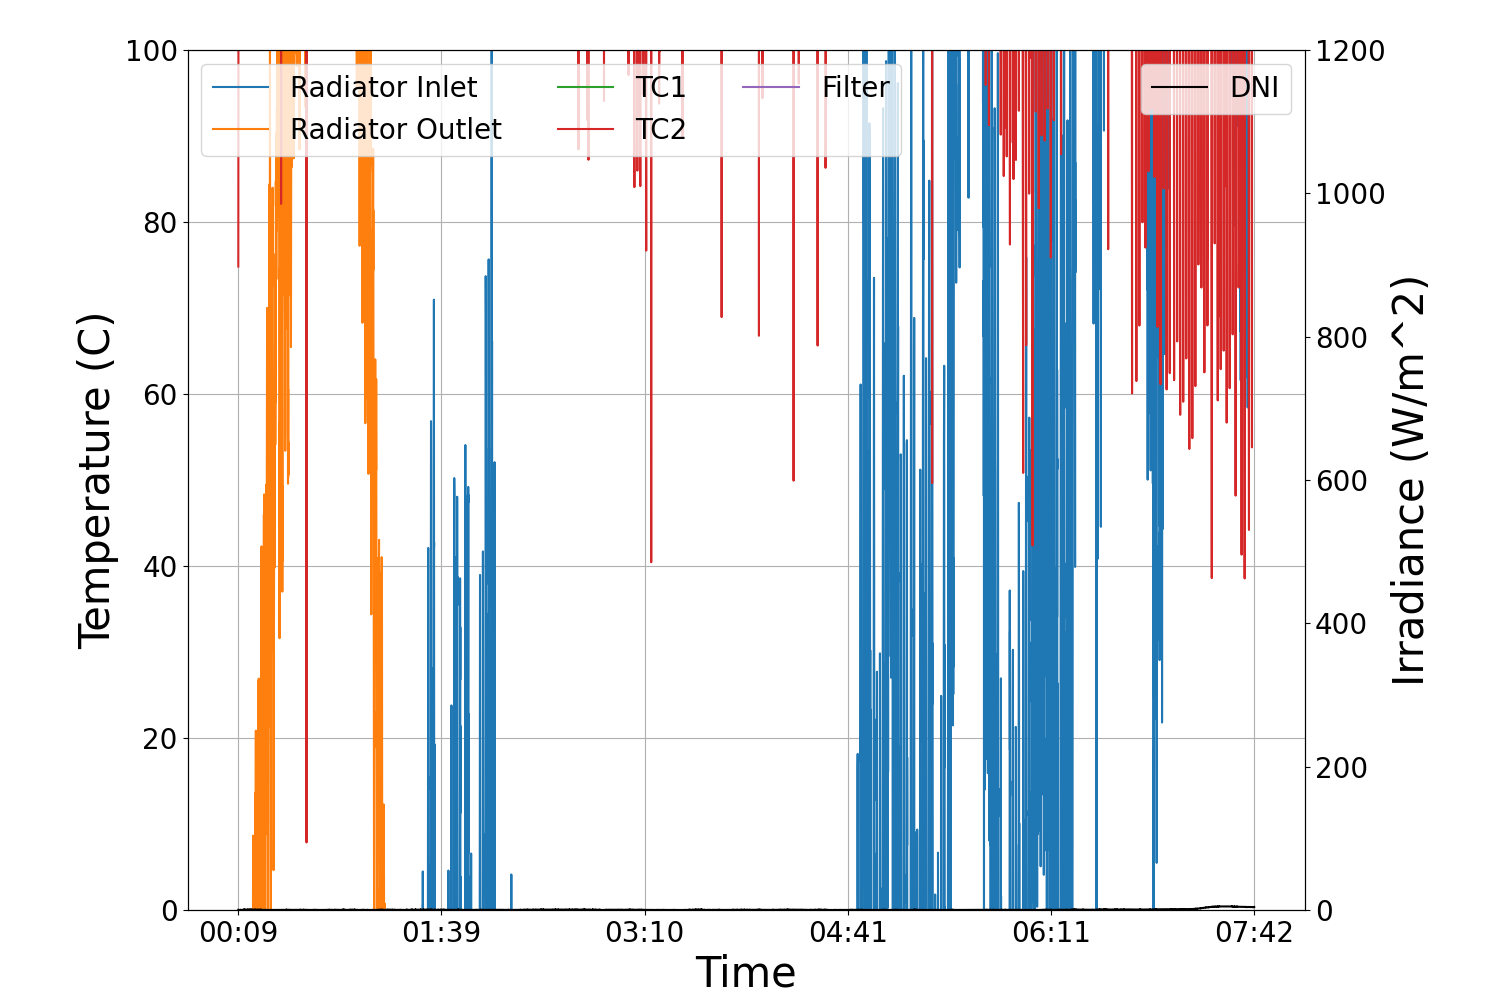 100
80
60
40
20
0
Temperature (C)
Radiator Inlet
Radiator Outlet
TC1
TC2
Filter
DNI
1200
1000
800
600
400
200
0
Irradiance (W/m^2)
00:09
01:39
03:10
04:41
06:11
07:42
Time